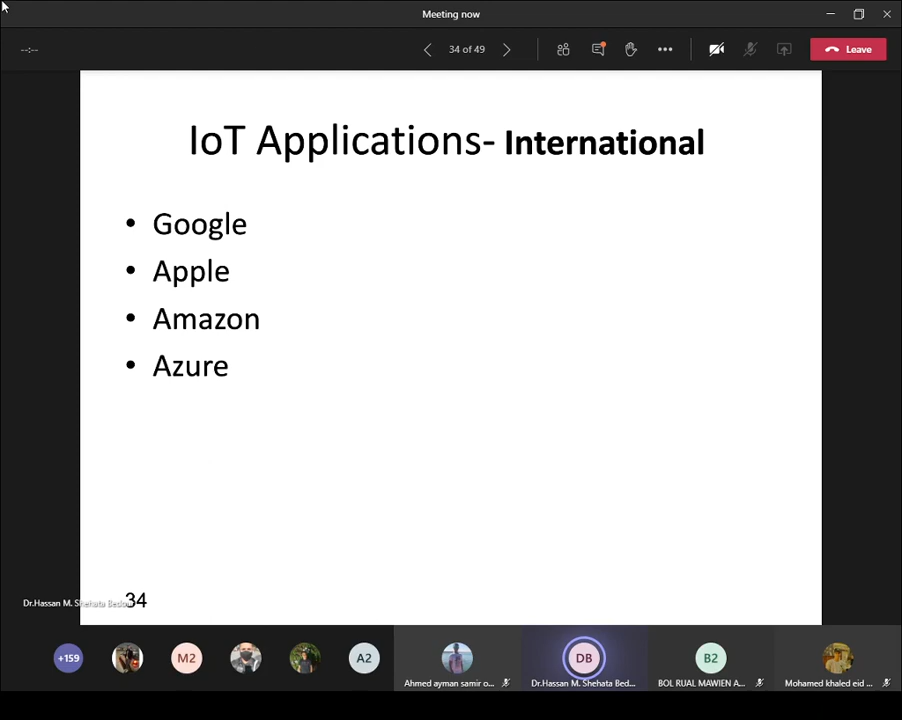 Meeting now
--:--
34 of 49
Leave
IoT Applications- International
• Google
• Apple
• Amazon
• Azure
34
Dr.Hassan M. Shehata Bedo
+159
M2
A2
Ahmed ayman samir o...
DB
Dr.Hassan M. Shehata Bed...
B2
BOL RUAL MAWIEN A...
Mohamed khaled eid ...